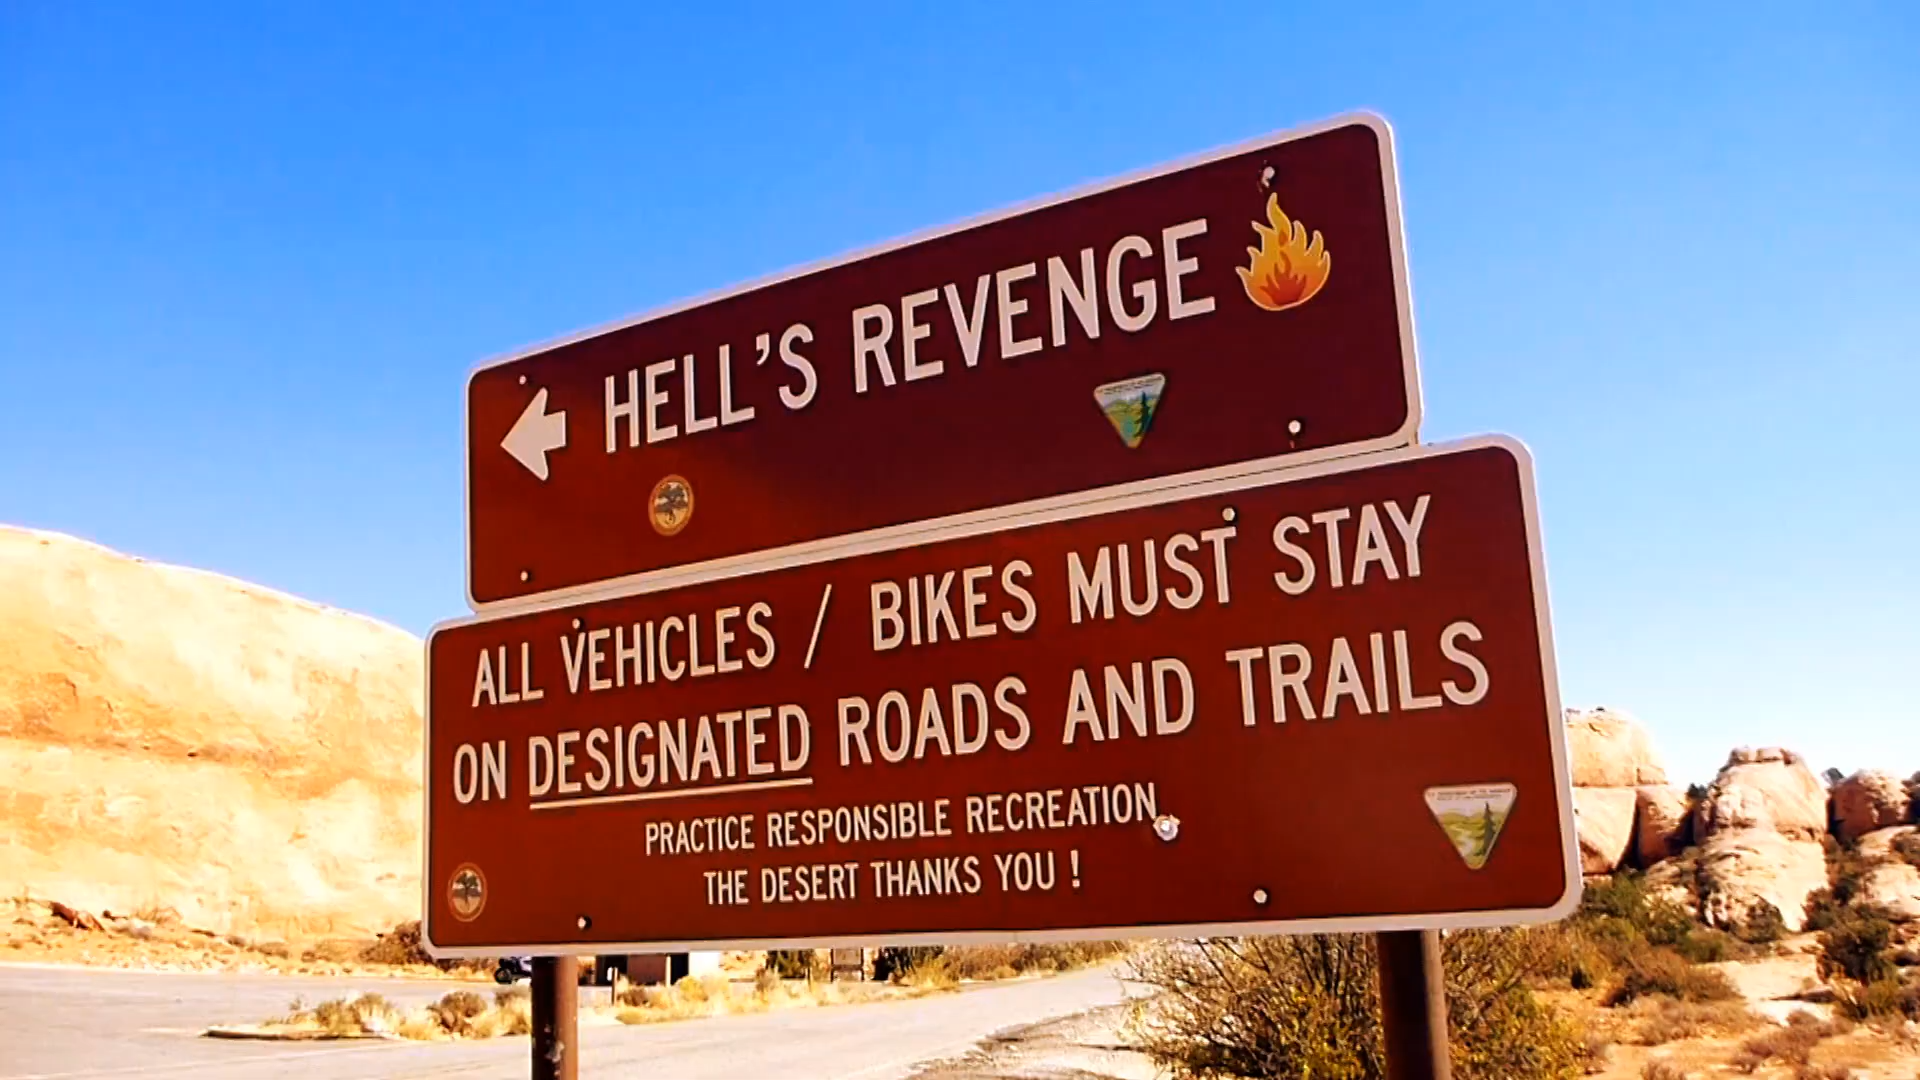 HELL'S REVENGE
ALL VEHICLES / BIKES MUST STAY
ON DESIGNATED ROADS AND TRAILS
PRACTICE RESPONSIBLE RECREATION,
THE DESERT THANKS YOU !